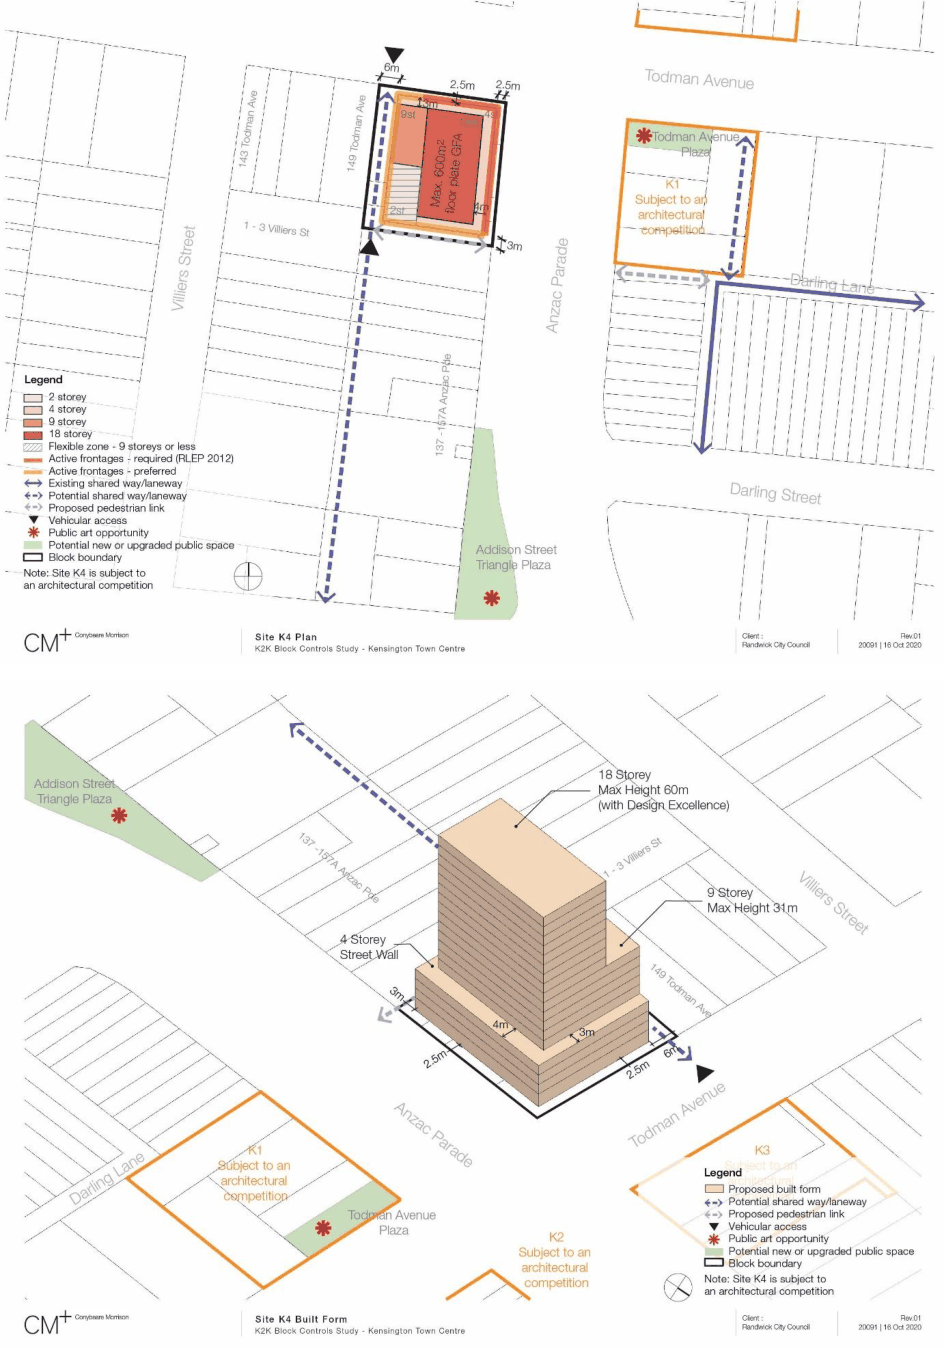 6m
2.5m
2.5m
Todman Avenue
3m
9st
4st
143 Todman Ave
149 Todman Ave
Max. 600m²
floor plate GFA
2st
4m
3m
Todman Avenue
Plaza
K1
Subject to an
architectural
competition
1 - 3 Villiers St
Villiers Street
Anzac Parade
Darling Lane
137 - 157A Anzac Pde
Darling Street
Addison Street
Triangle Plaza
Legend
2 storey
4 storey
9 storey
18 storey
Flexible zone - 9 storeys or less
Active frontages - required (RLEP 2012)
Active frontages - preferred
Existing shared way/laneway
Potential shared way/laneway
Proposed pedestrian link
Vehicular access
Public art opportunity
Potential new or upgraded public space
Block boundary
Note: Site K4 is subject to
an architectural competition
CM+ Conybeare Morrison
Site K4 Plan
K2K Block Controls Study - Kensington Town Centre
Client :
Randwick City Council
Rev.01
20091 | 16 Oct 2020
Addison Street
Triangle Plaza
18 Storey
Max Height 60m
(with Design Excellence)
137 -157A Anzac Pde
1 - 3 Villiers St
Villiers Street
9 Storey
Max Height 31m
4 Storey
Street Wall
149 Todman Ave
3m
4m
3m
2.5m
2.5m
6m
Anzac Parade
Todman Avenue
Darling Lane
K1
Subject to an
architectural
competition
Todman Avenue
Plaza
K2
Subject to an
architectural
competition
K3
Subject to an
Legend
Proposed built form
Potential shared way/laneway
Proposed pedestrian link
Vehicular access
Public art opportunity
Potential new or upgraded public space
Block boundary
Note: Site K4 is subject to
an architectural competition
CM+ Conybeare Morrison
Site K4 Built Form
K2K Block Controls Study - Kensington Town Centre
Client :
Randwick City Council
Rev.01
20091 | 16 Oct 2020